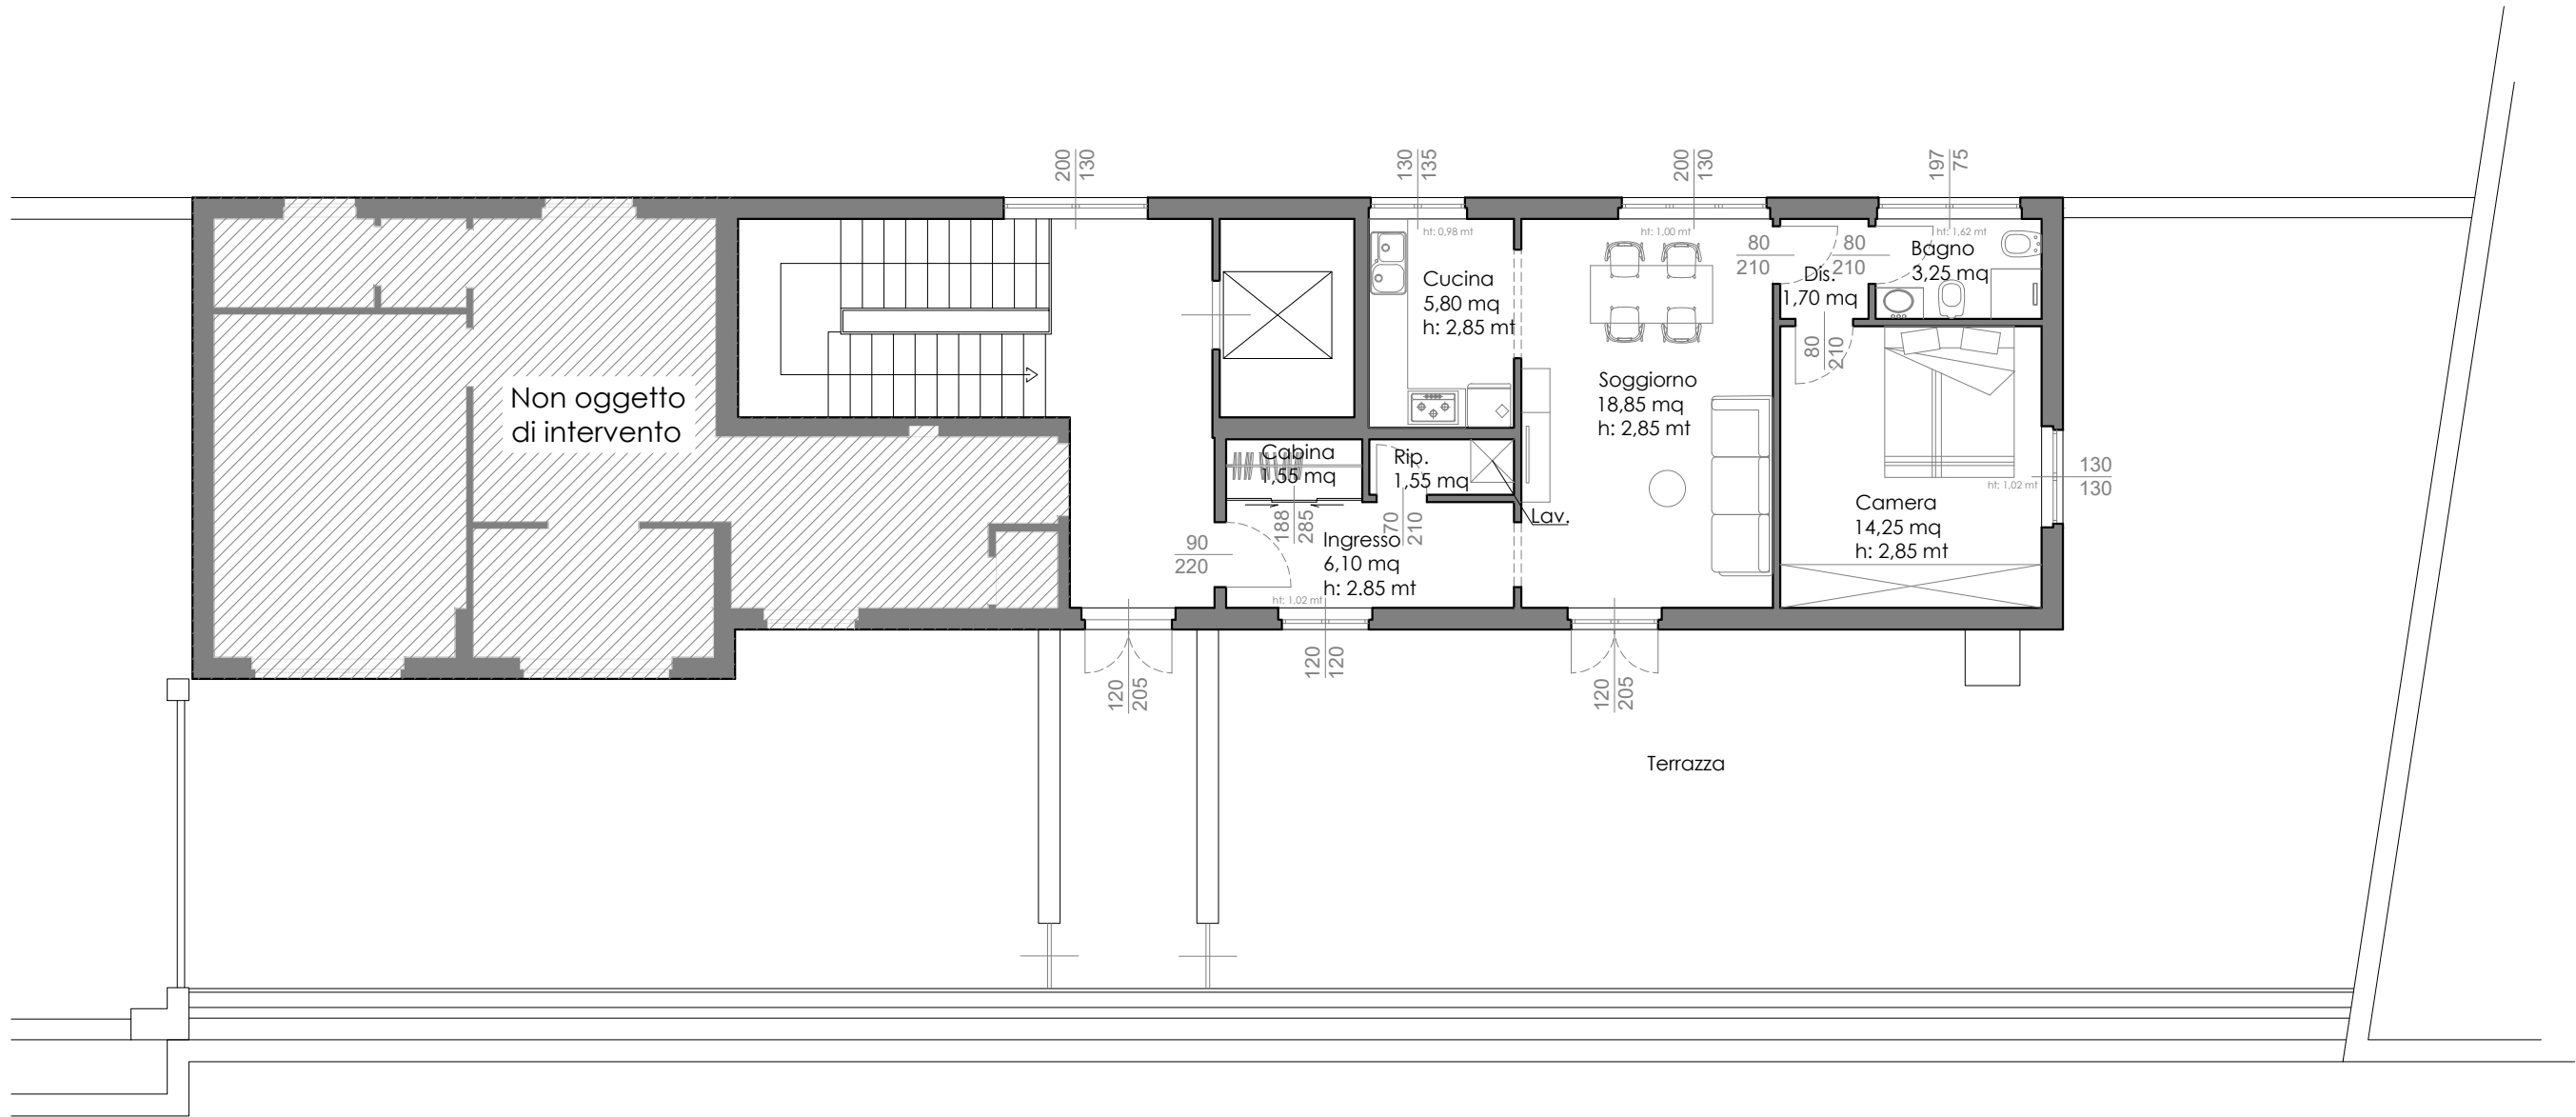 200
130
130
135
200
130
197
75
ht: 0,98 mt
ht: 1,00 mt
ht: 1,62 mt
80
210
80
210
Bagno
3,25 mq
Dis.
1,70 mq
Cucina
5,80 mq
h: 2,85 mt
80
210
Non oggetto
di intervento
Soggiorno
18,85 mq
h: 2,85 mt
Cabina
1,55 mq
Rip.
1,55 mq
130
130
ht: 1,02 mt
Camera
14,25 mq
h: 2,85 mt
Lav.
188
285
70
210
90
220
Ingresso
6,10 mq
h: 2.85 mt
ht: 1,02 mt
120
205
120
120
120
205
Terrazza